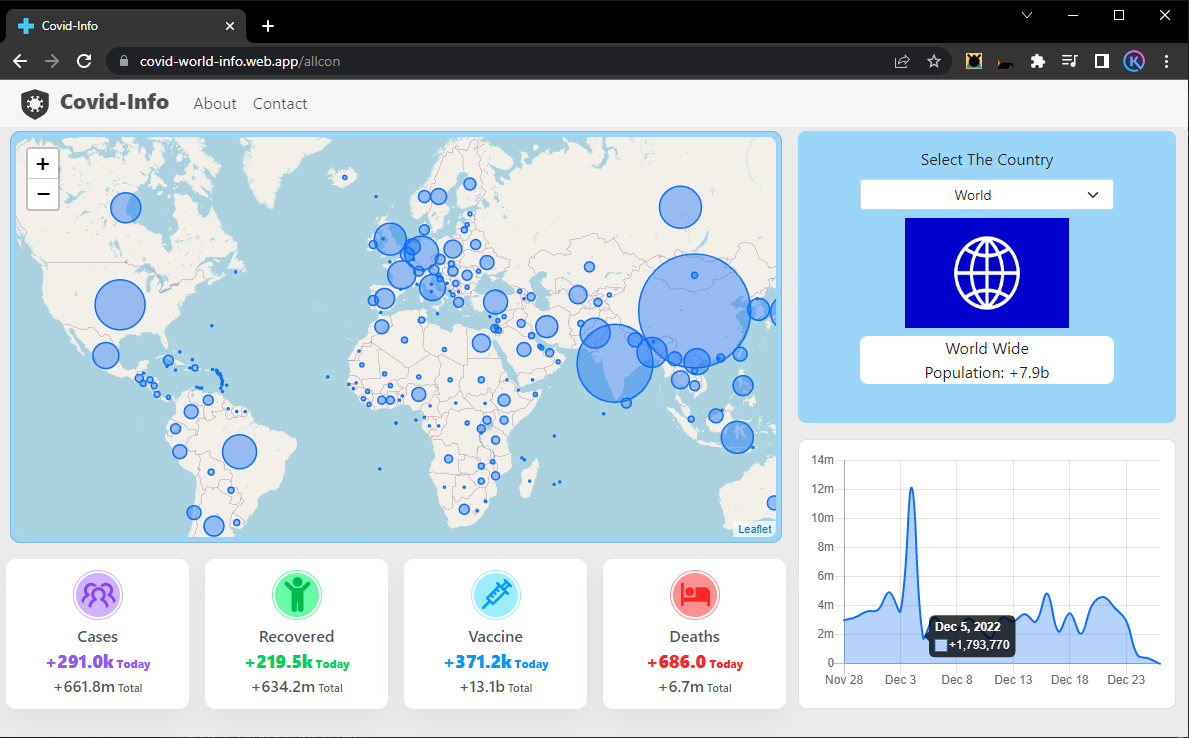 Covid-Info
covid-world-info.web.app/allcon
K
Covid-Info
About
Contact
+
−
Leaflet
Select The Country
World
World Wide
Population: +7.9b
Cases
+291.0k Today
+661.8m Total
Recovered
+219.5k Today
+634.2m Total
Vaccine
+371.2k Today
+13.1b Total
Deaths
+686.0 Today
+6.7m Total
14m
12m
10m
8m
6m
4m
2m
0
Dec 5, 2022
+1,793,770
Nov 28 Dec 3 Dec 8 Dec 13 Dec 18 Dec 23